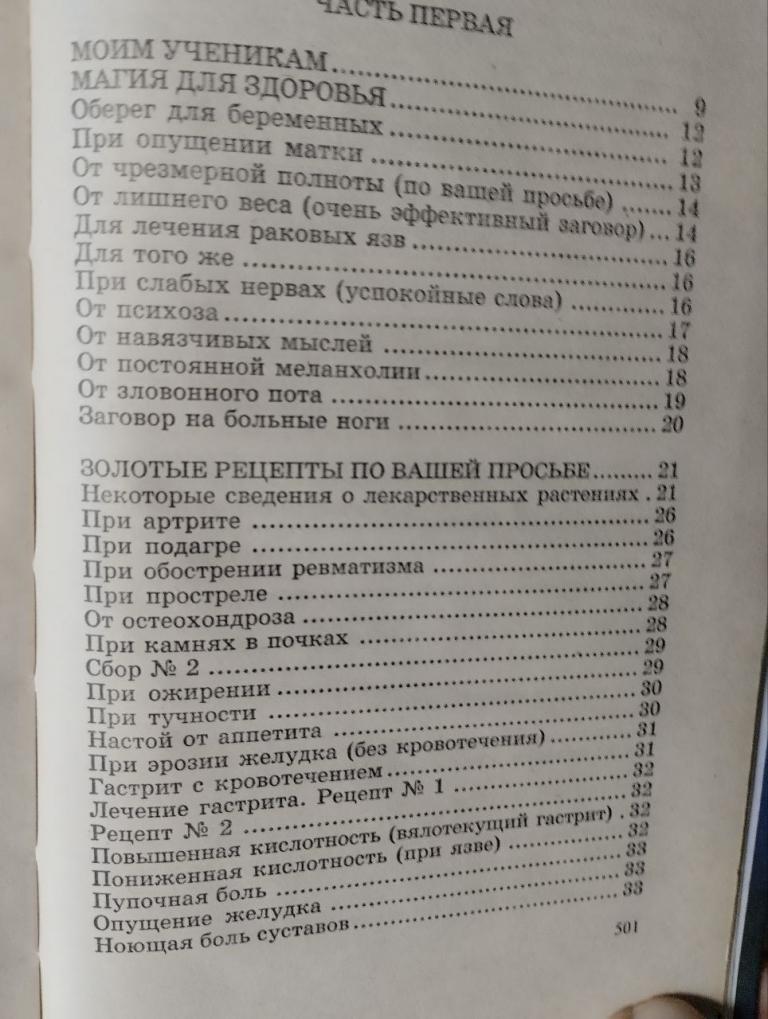 ЧАСТЬ ПЕРВАЯ
МОИМ УЧЕНИКАМ.......... 9
МАГИЯ ДЛЯ ЗДОРОВЬЯ.......... 12
Оберег для беременных .......... 12
При опущении матки .......... 13
От чрезмерной полноты (по вашей просьбе) ....... 14
От лишнего веса (очень эффективный заговор)... 14
Для лечения раковых язв .......... 16
Для того же .......... 16
При слабых нервах (успокойные слова) .......... 16
От психоза.......... 17
От навязчивых мыслей .......... 18
От постоянной меланхолии.......... 18
От зловонного пота .......... 19
Заговор на больные ноги .......... 20
ЗОЛОТЫЕ РЕЦЕПТЫ ПО ВАШЕЙ ПРОСЬБЕ......... 21
Некоторые сведения о лекарственных растениях . 21
При артрите .......... 26
При подагре .......... 26
При обострении ревматизма .......... 27
При простреле .......... 27
От остеохондроза .......... 28
При камнях в почках .......... 28
Сбор № 2 .......... 29
При ожирении .......... 29
При тучности .......... 30
Настой от аппетита .......... 30
При эрозии желудка (без кровотечения) .......... 31
Гастрит с кровотечением.......... 31
Лечение гастрита. Рецепт № 1 .......... 32
Рецепт № 2 .......... 32
Повышенная кислотность (вялотекущий гастрит) . 32
Пониженная кислотность (при язве) .......... 32
Пупочная боль .......... 33
Опущение желудка .......... 33
Ноющая боль суставов.......... 33
501